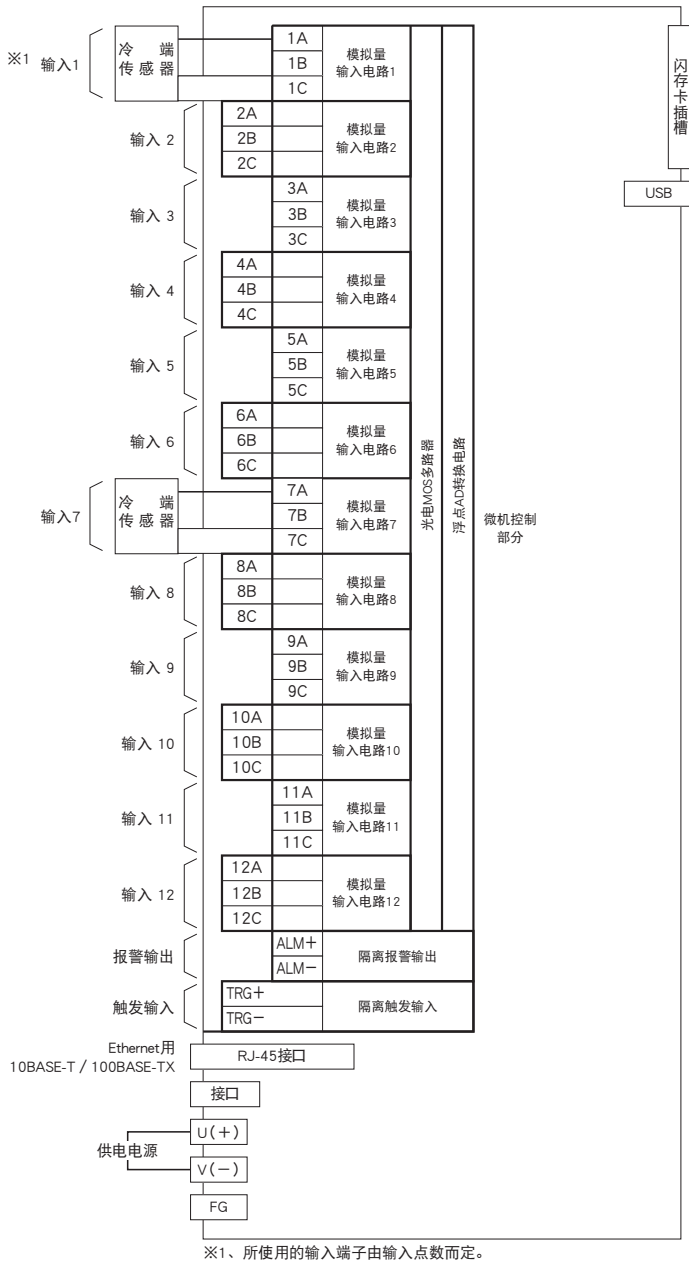 ※1 输入1
冷 端
传 感 器
1A
1B
1C
模拟量
输入电路1
闪存卡插槽
USB
输入 2
2A
2B
2C
模拟量
输入电路2
输入 3
3A
3B
3C
模拟量
输入电路3
输入 4
4A
4B
4C
模拟量
输入电路4
输入 5
5A
5B
5C
模拟量
输入电路5
输入 6
6A
6B
6C
模拟量
输入电路6
光电MOS多路器
浮点AD转换电路
微机控制
部分
输入7
冷 端
传 感 器
7A
7B
7C
模拟量
输入电路7
输入 8
8A
8B
8C
模拟量
输入电路8
输入 9
9A
9B
9C
模拟量
输入电路9
输入 10
10A
10B
10C
模拟量
输入电路10
输入 11
11A
11B
11C
模拟量
输入电路11
输入 12
12A
12B
12C
模拟量
输入电路12
报警输出
ALM+
ALM−
隔离报警输出
触发输入
TRG+
TRG−
隔离触发输入
Ethernet用
10BASE-T / 100BASE-TX
RJ-45接口
接口
供电电源
U(+)
V(−)
FG
※1、所使用的输入端子由输入点数而定。